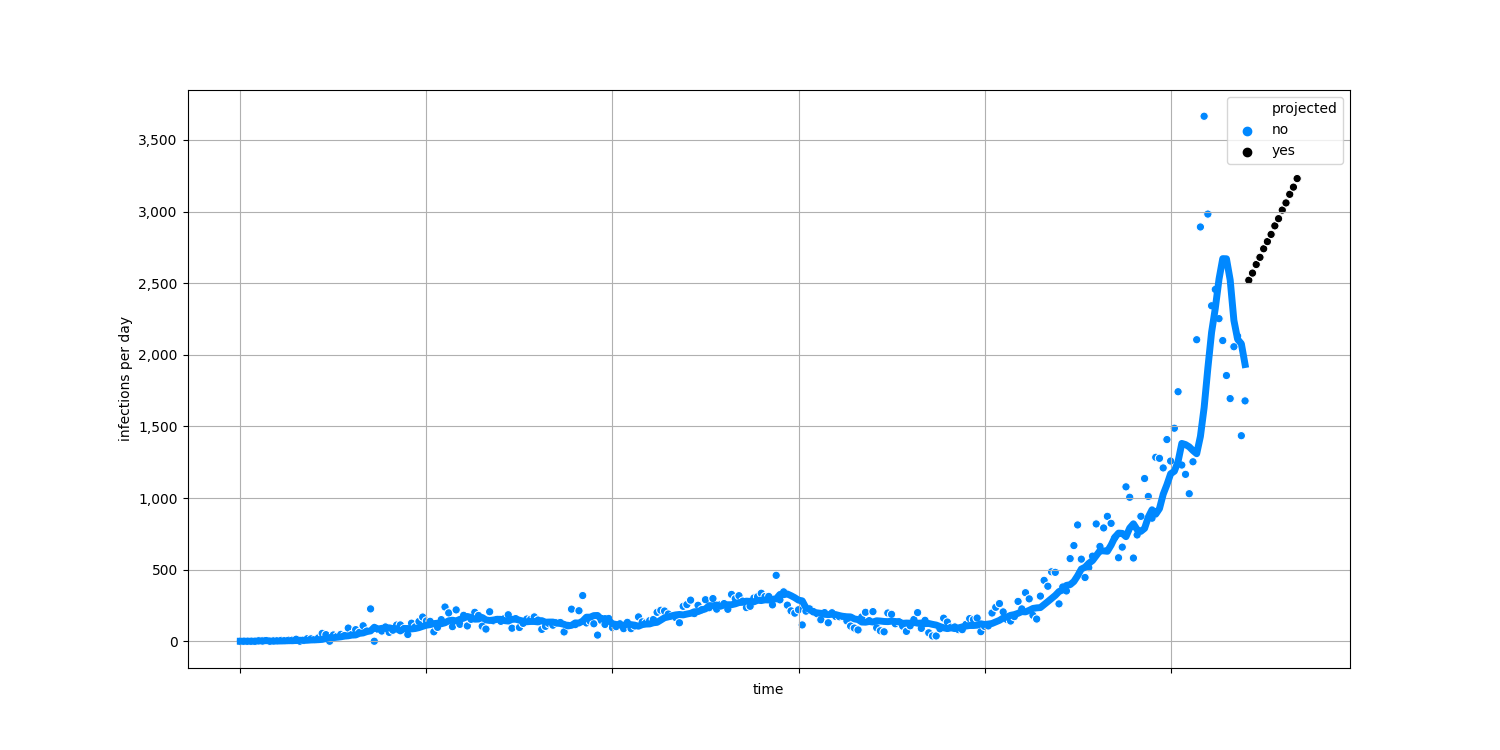 projected
no
yes
3,500
3,000
2,500
2,000
1,500
1,000
500
0
infections per day
time